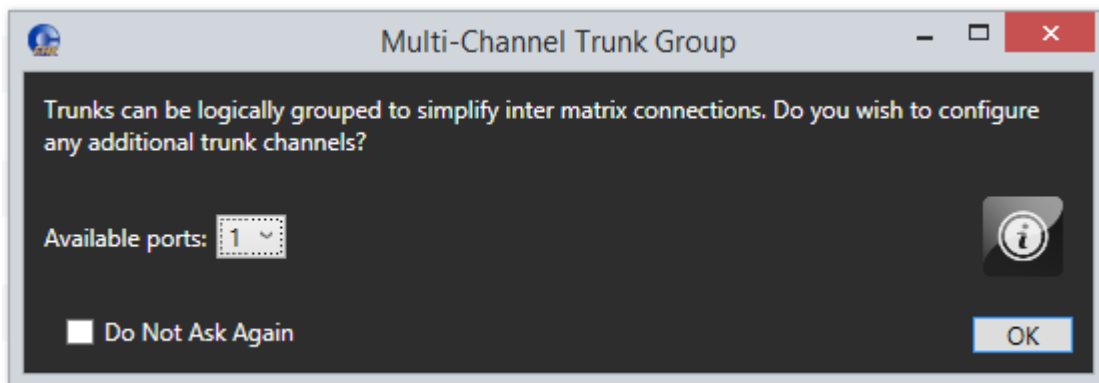 Multi-Channel Trunk Group
Trunks can be logically grouped to simplify inter matrix connections. Do you wish to configure
any additional trunk channels?
Available ports: 1
Do Not Ask Again
OK